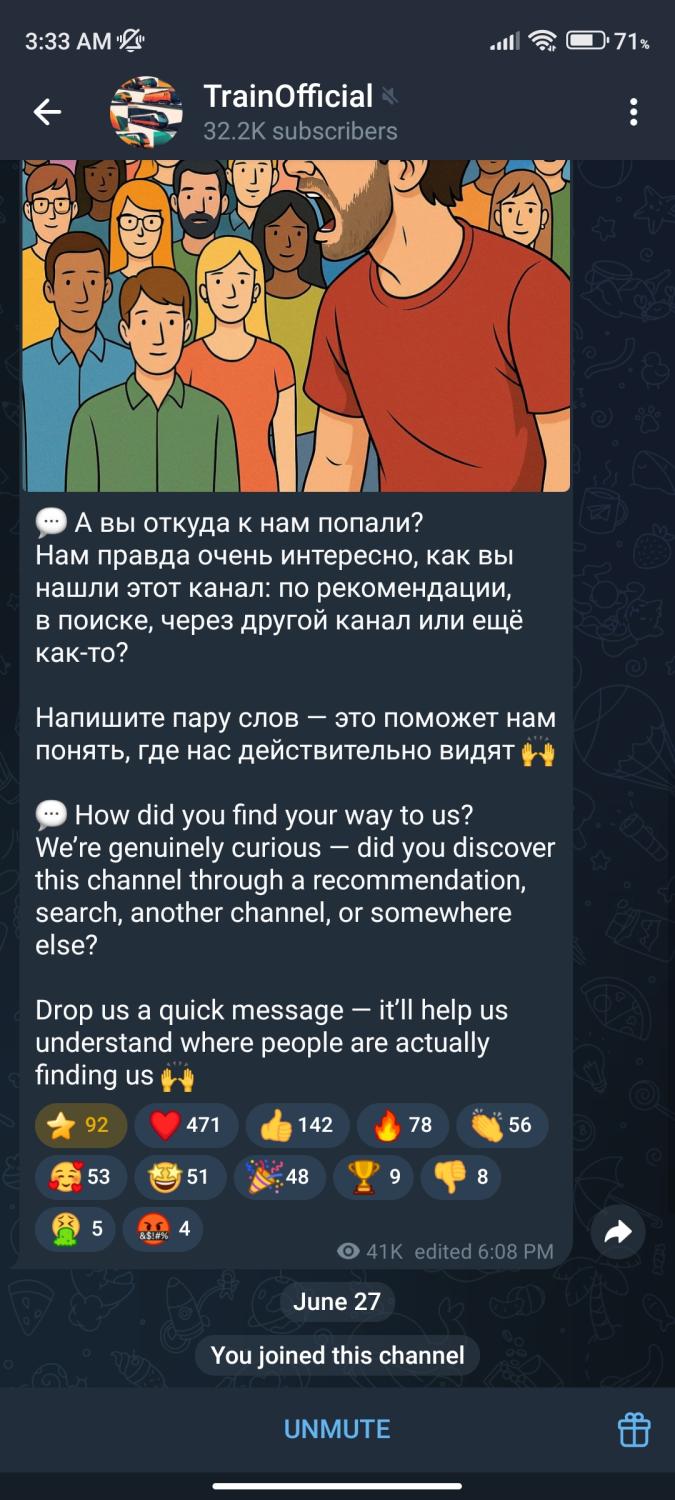 3:33 AM
71%
TrainOfficial
32.2K subscribers
💬 А вы откуда к нам попали?
Нам правда очень интересно, как вы
нашли этот канал: по рекомендации,
в поиске, через другой канал или ещё
как-то?
Напишите пару слов — это поможет нам
понять, где нас действительно видят 🙌
💬 How did you find your way to us?
We’re genuinely curious — did you discover
this channel through a recommendation,
search, another channel, or somewhere
else?
Drop us a quick message — it’ll help us
understand where people are actually
finding us 🙌
⭐ 92 ❤️ 471 👍 142 🔥 78 👏 56
🥰 53 🤩 51 🎉 48 🏆 9 👎 8
🤮 5 🤬 4
41K edited 6:08 PM
June 27
You joined this channel
UNMUTE